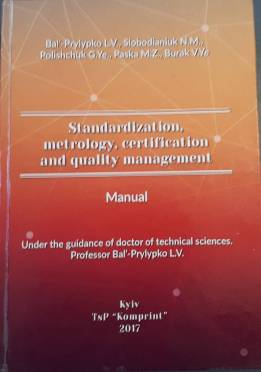 Bal'-Prylypko L.V., Slobodianiuk N.M.,
Polishchuk G.Ye., Paska M.Z., Burak V.Ye
Standardization,
metrology, certification
and quality management
Manual
Under the guidance of doctor of technical sciences,
Professor Bal'-Prylypko L.V.
Kyiv
TsP "Komprint"
2017